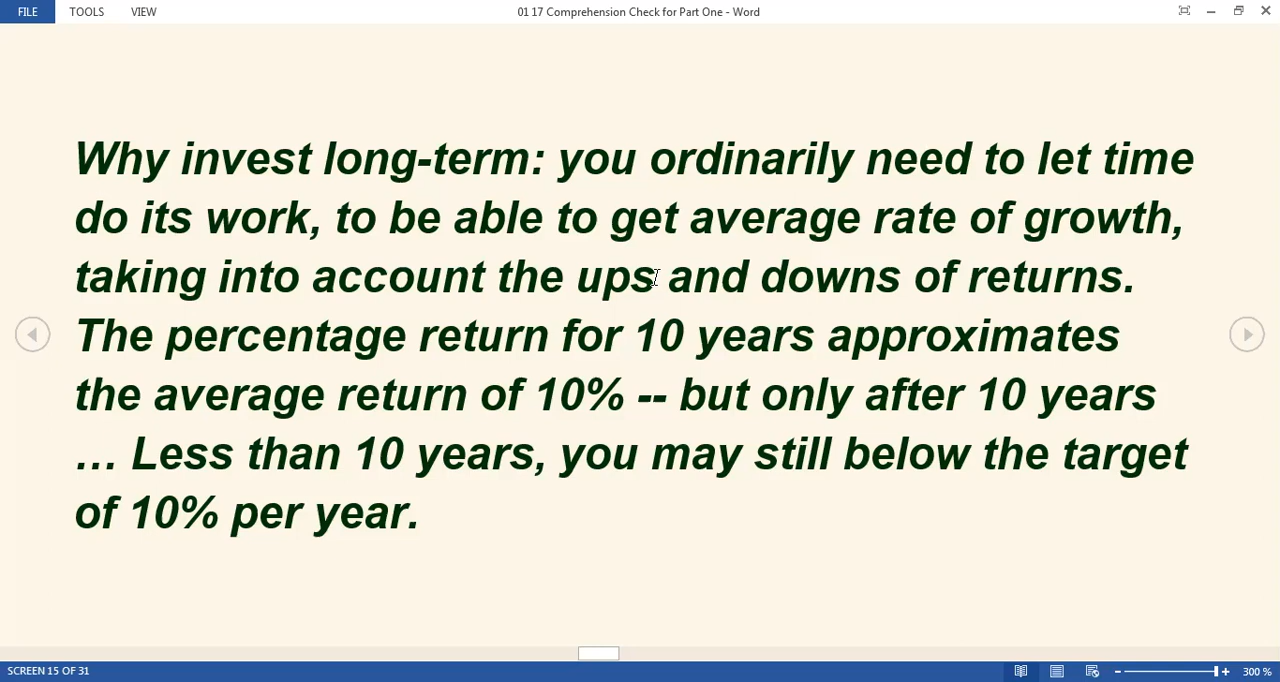 FILE TOOLS VIEW 01 17 Comprehension Check for Part One - Word
Why invest long-term: you ordinarily need to let time
do its work, to be able to get average rate of growth,
taking into account the ups and downs of returns.
The percentage return for 10 years approximates
the average return of 10% -- but only after 10 years
… Less than 10 years, you may still below the target
of 10% per year.
SCREEN 15 OF 31 300 %